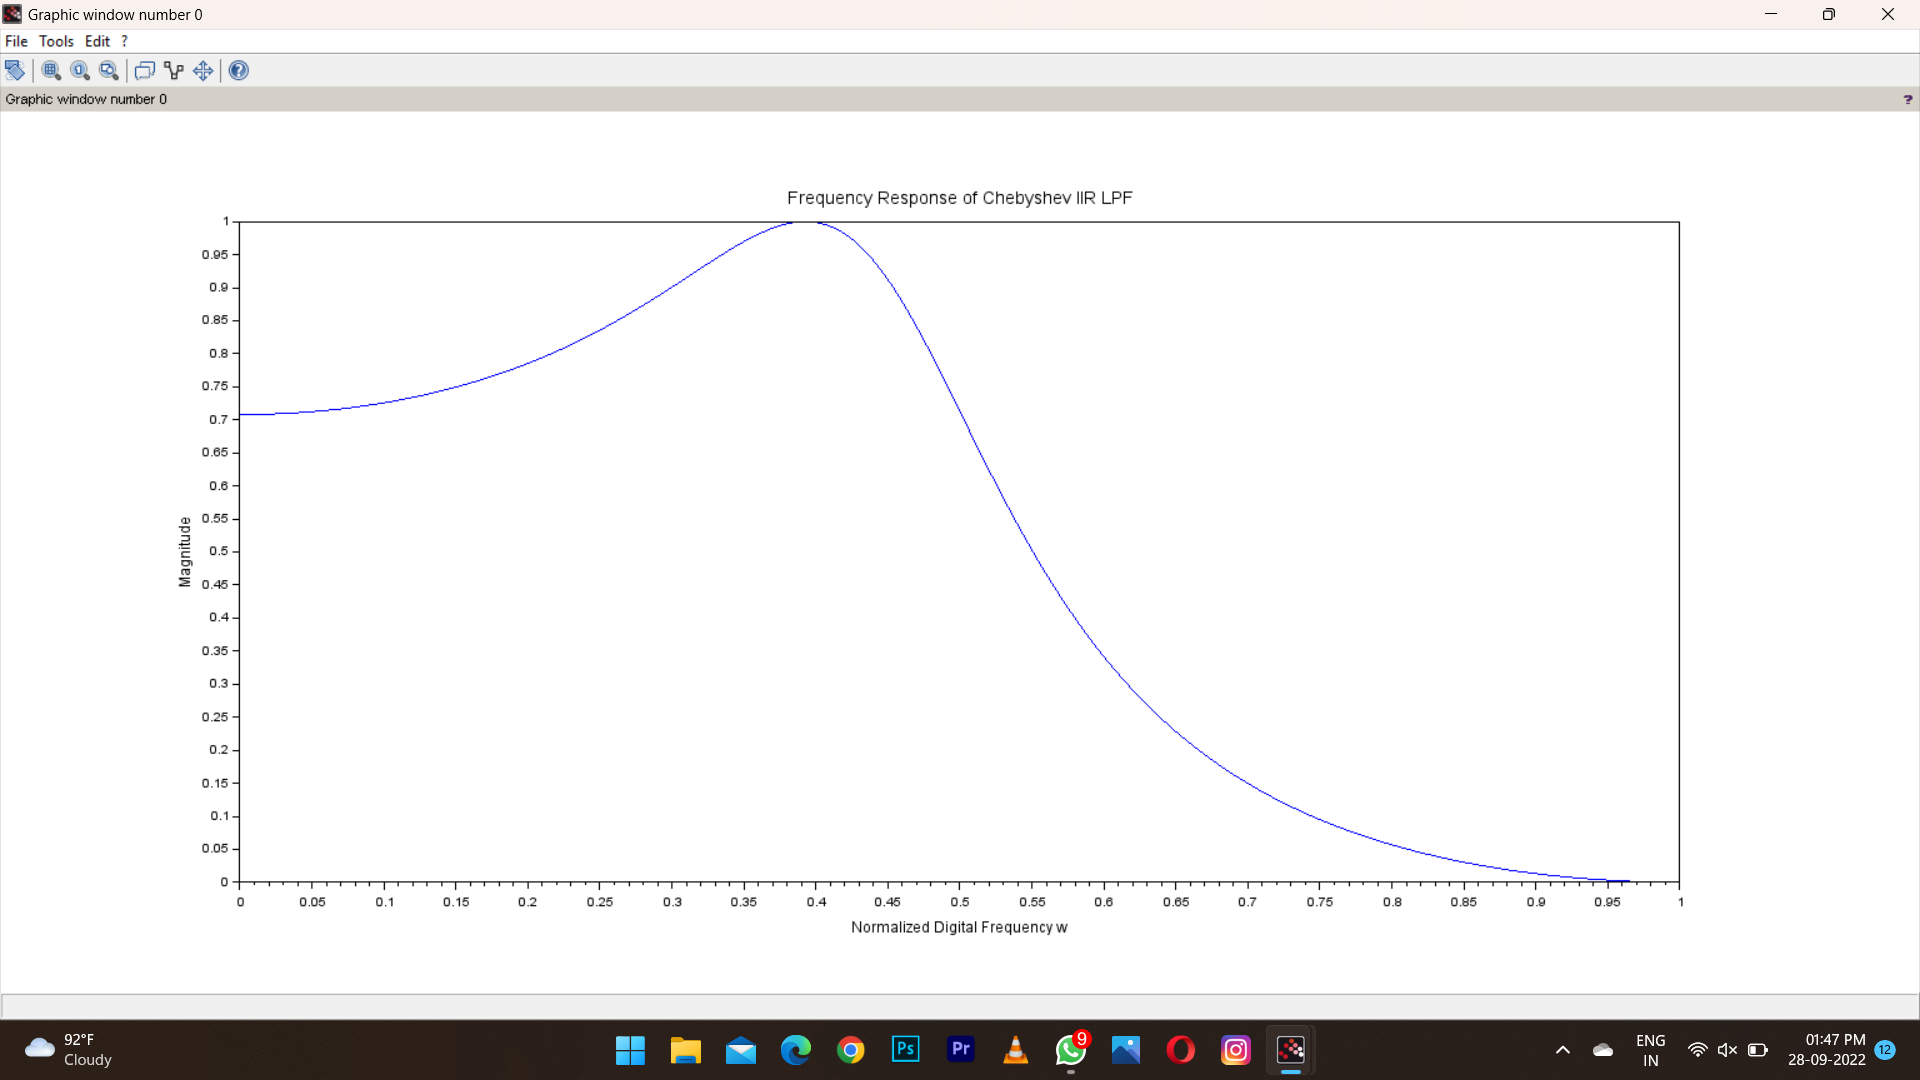 Graphic window number 0
File Tools Edit ?
Graphic window number 0 ?
Frequency Response of Chebyshev IIR LPF
1
0.95
0.9
0.85
0.8
0.75
0.7
0.65
0.6
0.55
0.5
0.45
0.4
0.35
0.3
0.25
0.2
0.15
0.1
0.05
0
Magnitude
0 0.05 0.1 0.15 0.2 0.25 0.3 0.35 0.4 0.45 0.5 0.55 0.6 0.65 0.7 0.75 0.8 0.85 0.9 0.95 1
Normalized Digital Frequency w
92°F
Cloudy
Ps
Pr
9
ENG
IN
01:47 PM
28-09-2022
12